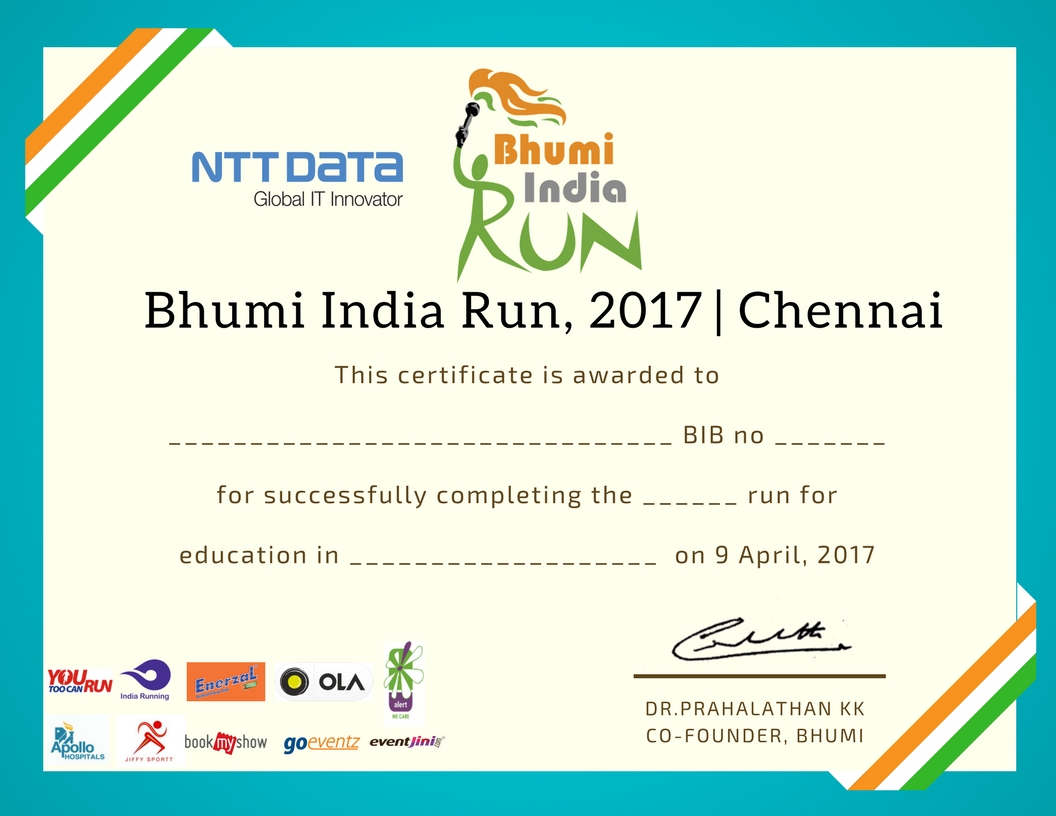 NTT DATA
Global IT Innovator
Bhumi
India
RUN
Bhumi India Run, 2017 | Chennai
This certificate is awarded to
_______________________________ BIB no _______
for successfully completing the ______ run for
education in ___________________ on 9 April, 2017
YOU
TOO CAN RUN
India Running
Enerzal
OLA
alert
WE CARE
Apollo
HOSPITALS
JIFFY SPORTT
bookmyshow
goeventz
eventjini
DR.PRAHALATHAN KK
CO-FOUNDER, BHUMI